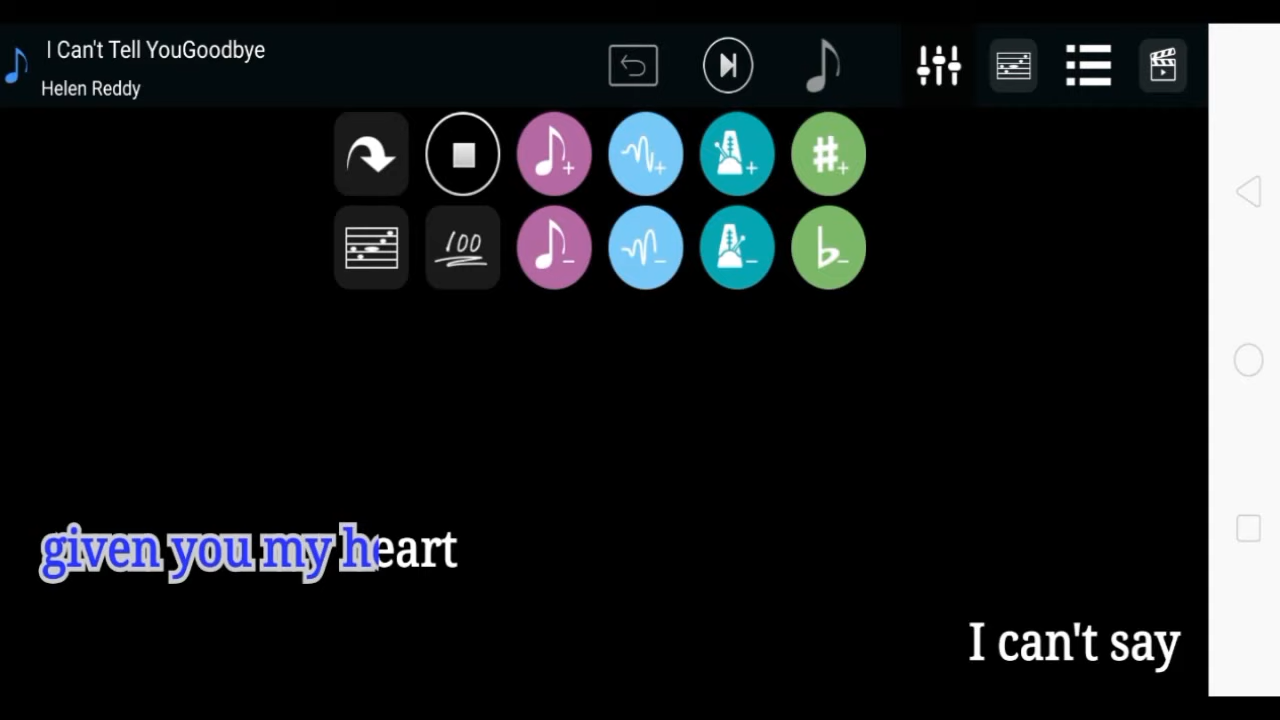 I Can't Tell YouGoodbye
Helen Reddy
100
given you my heart
I can't say